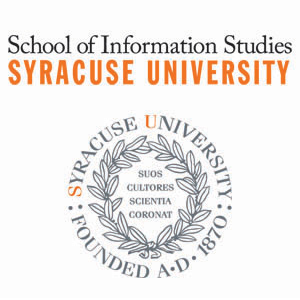 School of Information Studies
SYRACUSE UNIVERSITY
SYRACUSE UNIVERSITY
SUOS
CULTORES
SCIENTIA
CORONAT
: FOUNDED A·D· 1870 :